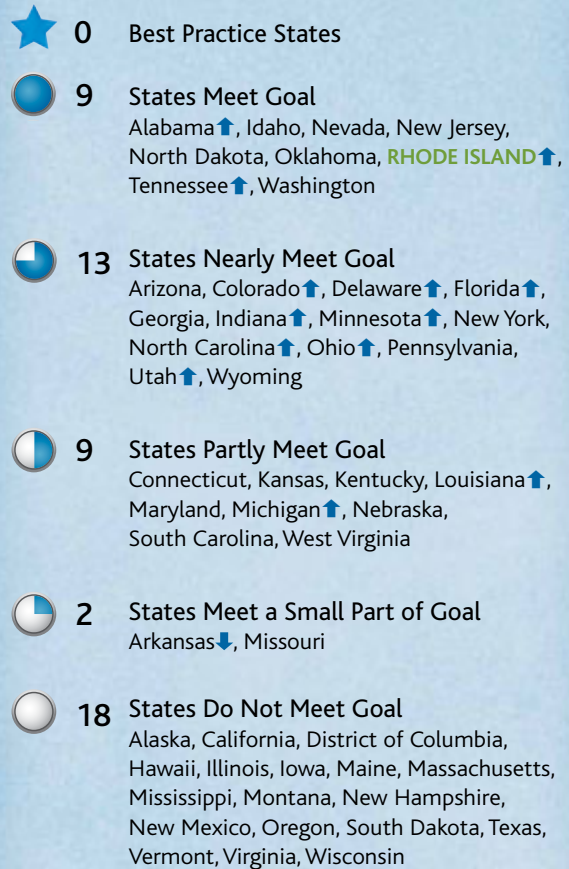 0 Best Practice States
9 States Meet Goal
Alabama⬆, Idaho, Nevada, New Jersey,
North Dakota, Oklahoma, RHODE ISLAND⬆,
Tennessee⬆, Washington
13 States Nearly Meet Goal
Arizona, Colorado⬆, Delaware⬆, Florida⬆,
Georgia, Indiana⬆, Minnesota⬆, New York,
North Carolina⬆, Ohio⬆, Pennsylvania,
Utah⬆, Wyoming
9 States Partly Meet Goal
Connecticut, Kansas, Kentucky, Louisiana⬆,
Maryland, Michigan⬆, Nebraska,
South Carolina, West Virginia
2 States Meet a Small Part of Goal
Arkansas⬇, Missouri
18 States Do Not Meet Goal
Alaska, California, District of Columbia,
Hawaii, Illinois, Iowa, Maine, Massachusetts,
Mississippi, Montana, New Hampshire,
New Mexico, Oregon, South Dakota, Texas,
Vermont, Virginia, Wisconsin